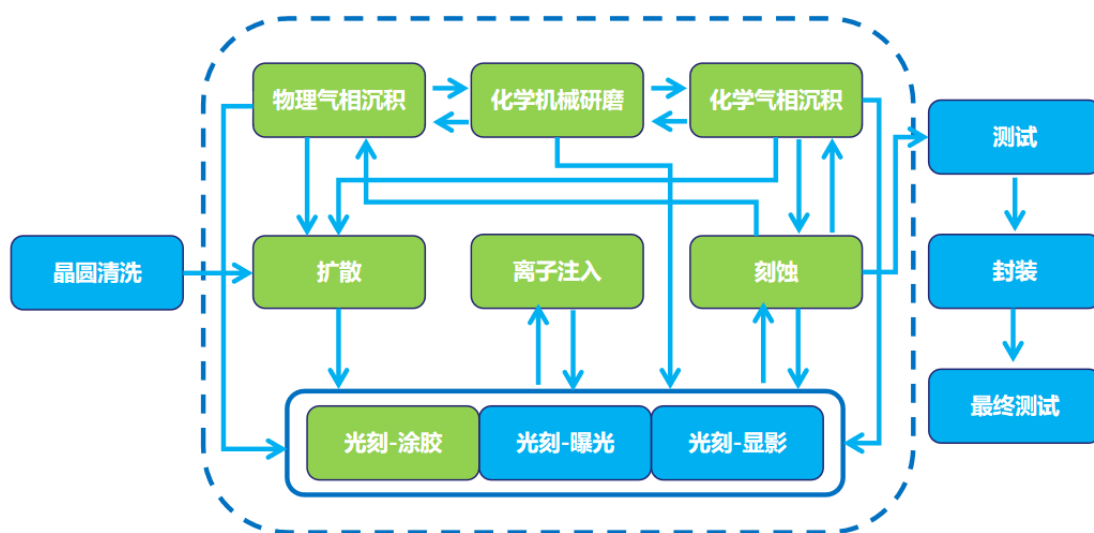 物理气相沉积
化学机械研磨
化学气相沉积
测试
晶圆清洗
扩散
离子注入
刻蚀
封装
光刻-涂胶
光刻-曝光
光刻-显影
最终测试